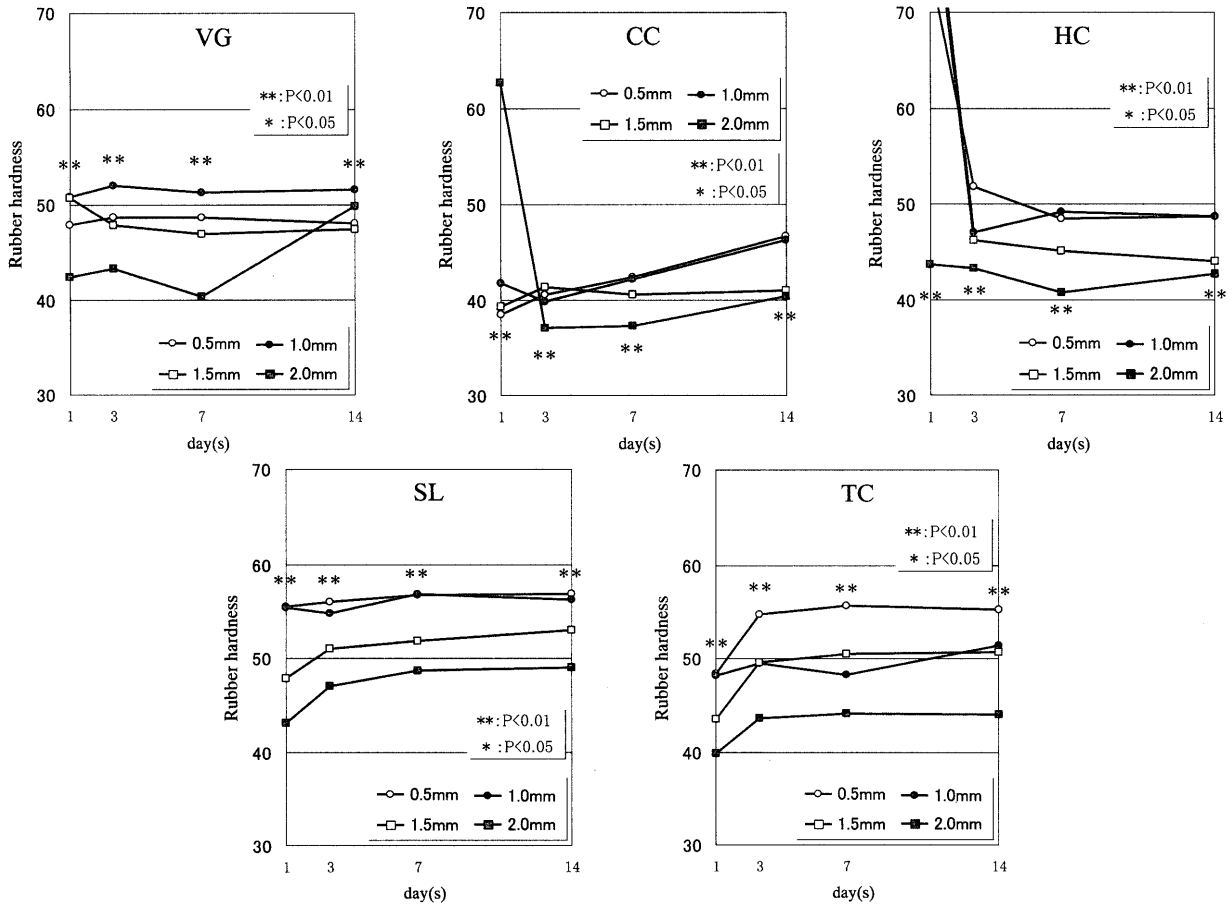 VG
70
60
50
40
30
Rubber hardness
**:P<0.01
* :P<0.05
** ** ** **
0.5mm 1.0mm
1.5mm 2.0mm
1 3 7 14
day(s)
CC
70
60
50
40
30
Rubber hardness
0.5mm 1.0mm
1.5mm 2.0mm
**:P<0.01
* :P<0.05
** ** ** **
1 3 7 14
day(s)
HC
70
60
50
40
30
Rubber hardness
**:P<0.01
* :P<0.05
** ** ** **
0.5mm 1.0mm
1.5mm 2.0mm
1 3 7 14
day(s)
SL
70
60
50
40
30
Rubber hardness
** ** ** **
**:P<0.01
* :P<0.05
0.5mm 1.0mm
1.5mm 2.0mm
1 3 7 14
day(s)
TC
70
60
50
40
30
Rubber hardness
**:P<0.01
* :P<0.05
** ** ** **
0.5mm 1.0mm
1.5mm 2.0mm
1 3 7 14
day(s)